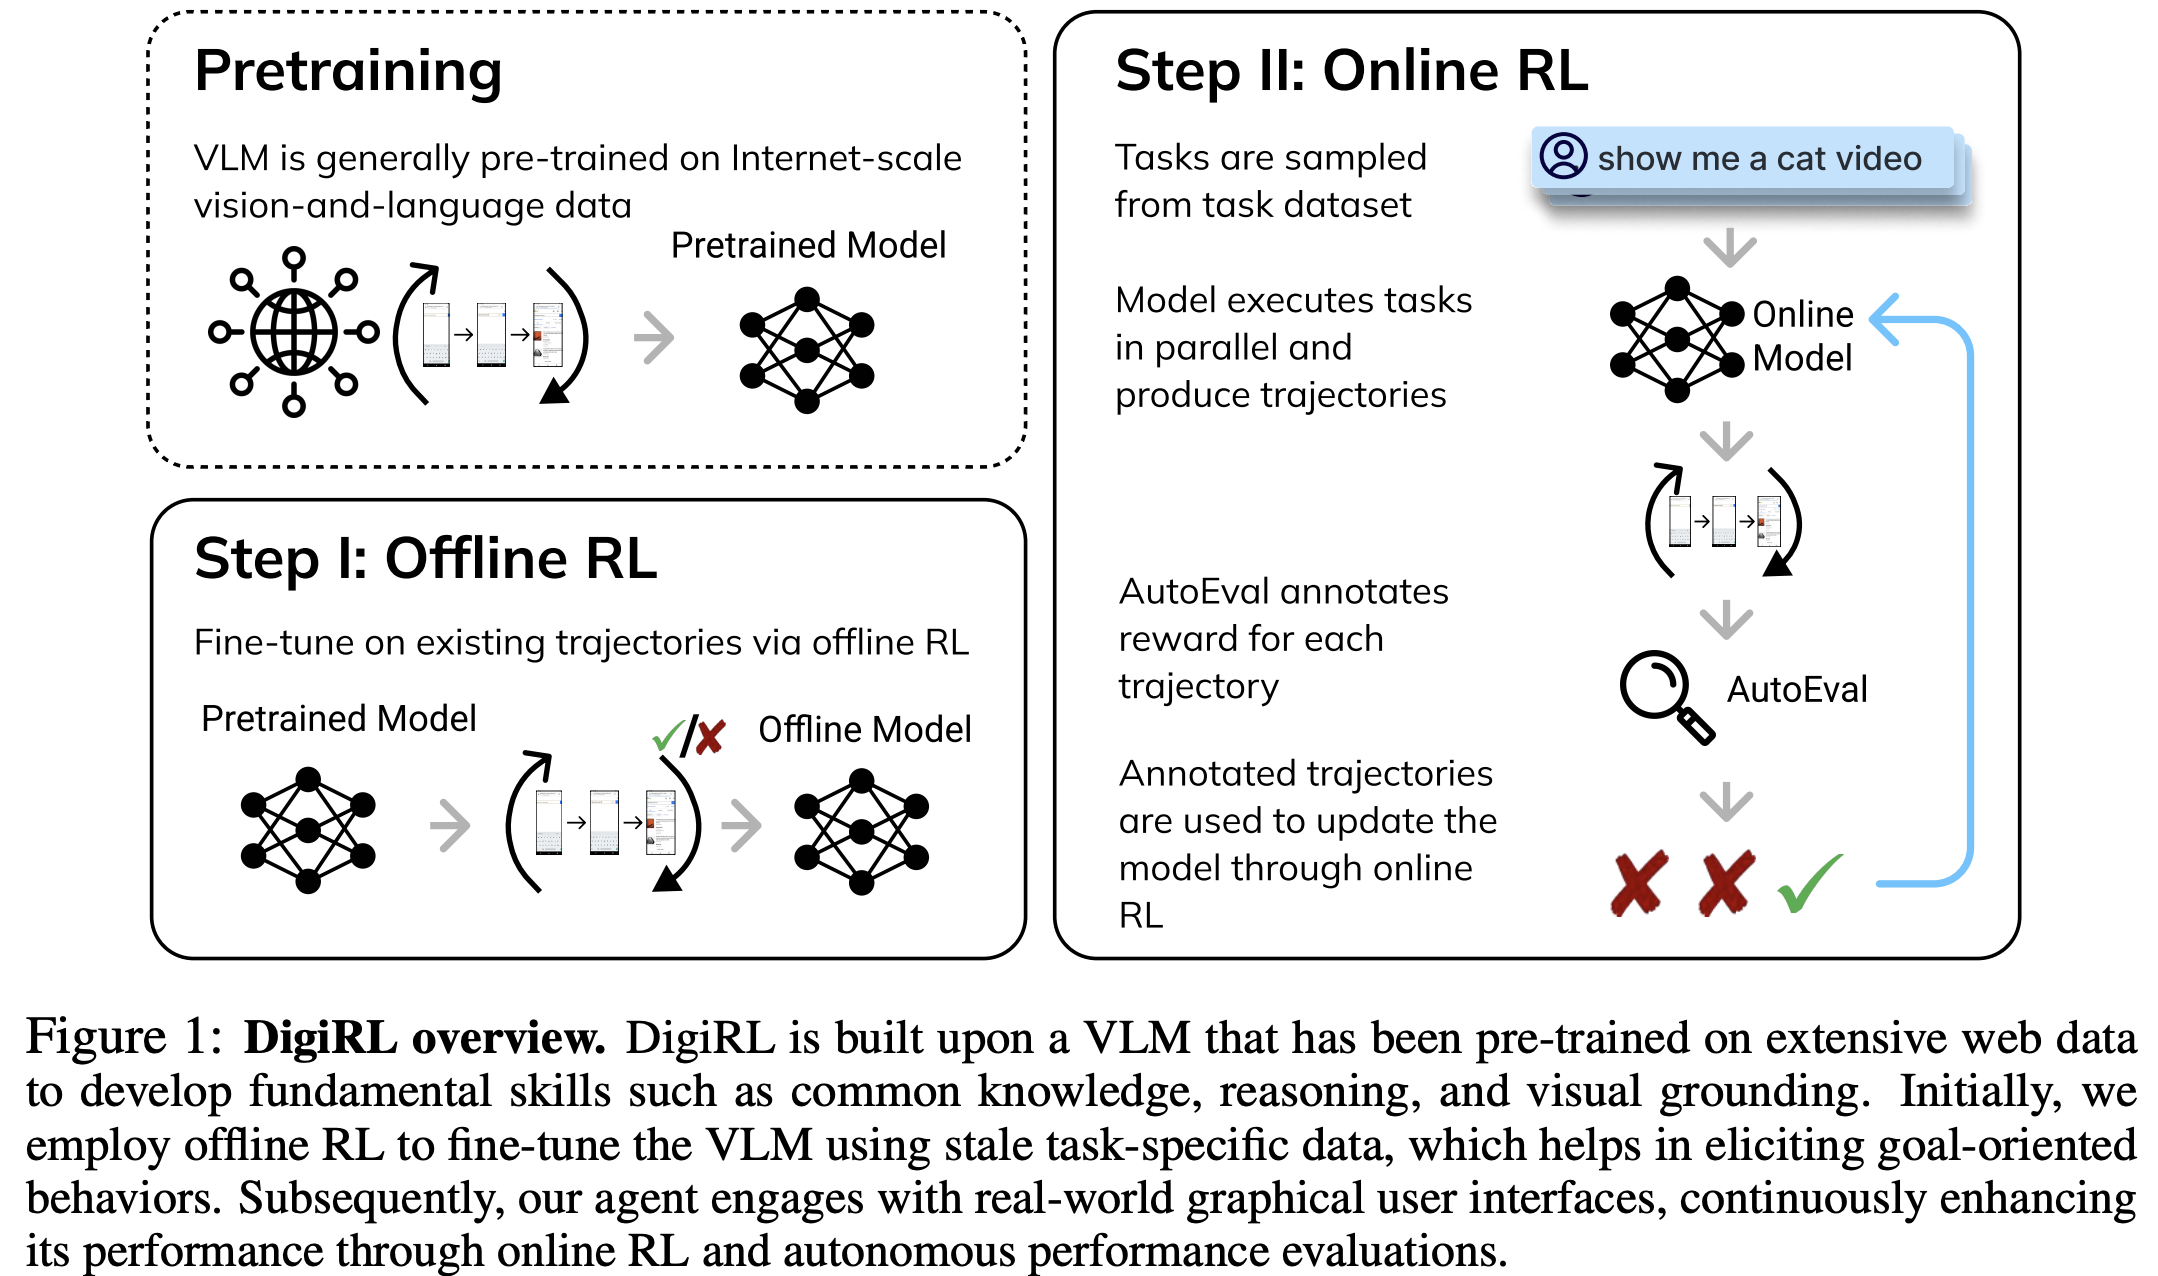 Pretraining
VLM is generally pre-trained on Internet-scale
vision-and-language data
Pretrained Model
Step I: Offline RL
Fine-tune on existing trajectories via offline RL
Pretrained Model
Offline Model
Step II: Online RL
Tasks are sampled
from task dataset
show me a cat video
Model executes tasks
in parallel and
produce trajectories
Online
Model
AutoEval annotates
reward for each
trajectory
AutoEval
Annotated trajectories
are used to update the
model through online
RL
Figure 1: DigiRL overview. DigiRL is built upon a VLM that has been pre-trained on extensive web data
to develop fundamental skills such as common knowledge, reasoning, and visual grounding. Initially, we
employ offline RL to fine-tune the VLM using stale task-specific data, which helps in eliciting goal-oriented
behaviors. Subsequently, our agent engages with real-world graphical user interfaces, continuously enhancing
its performance through online RL and autonomous performance evaluations.